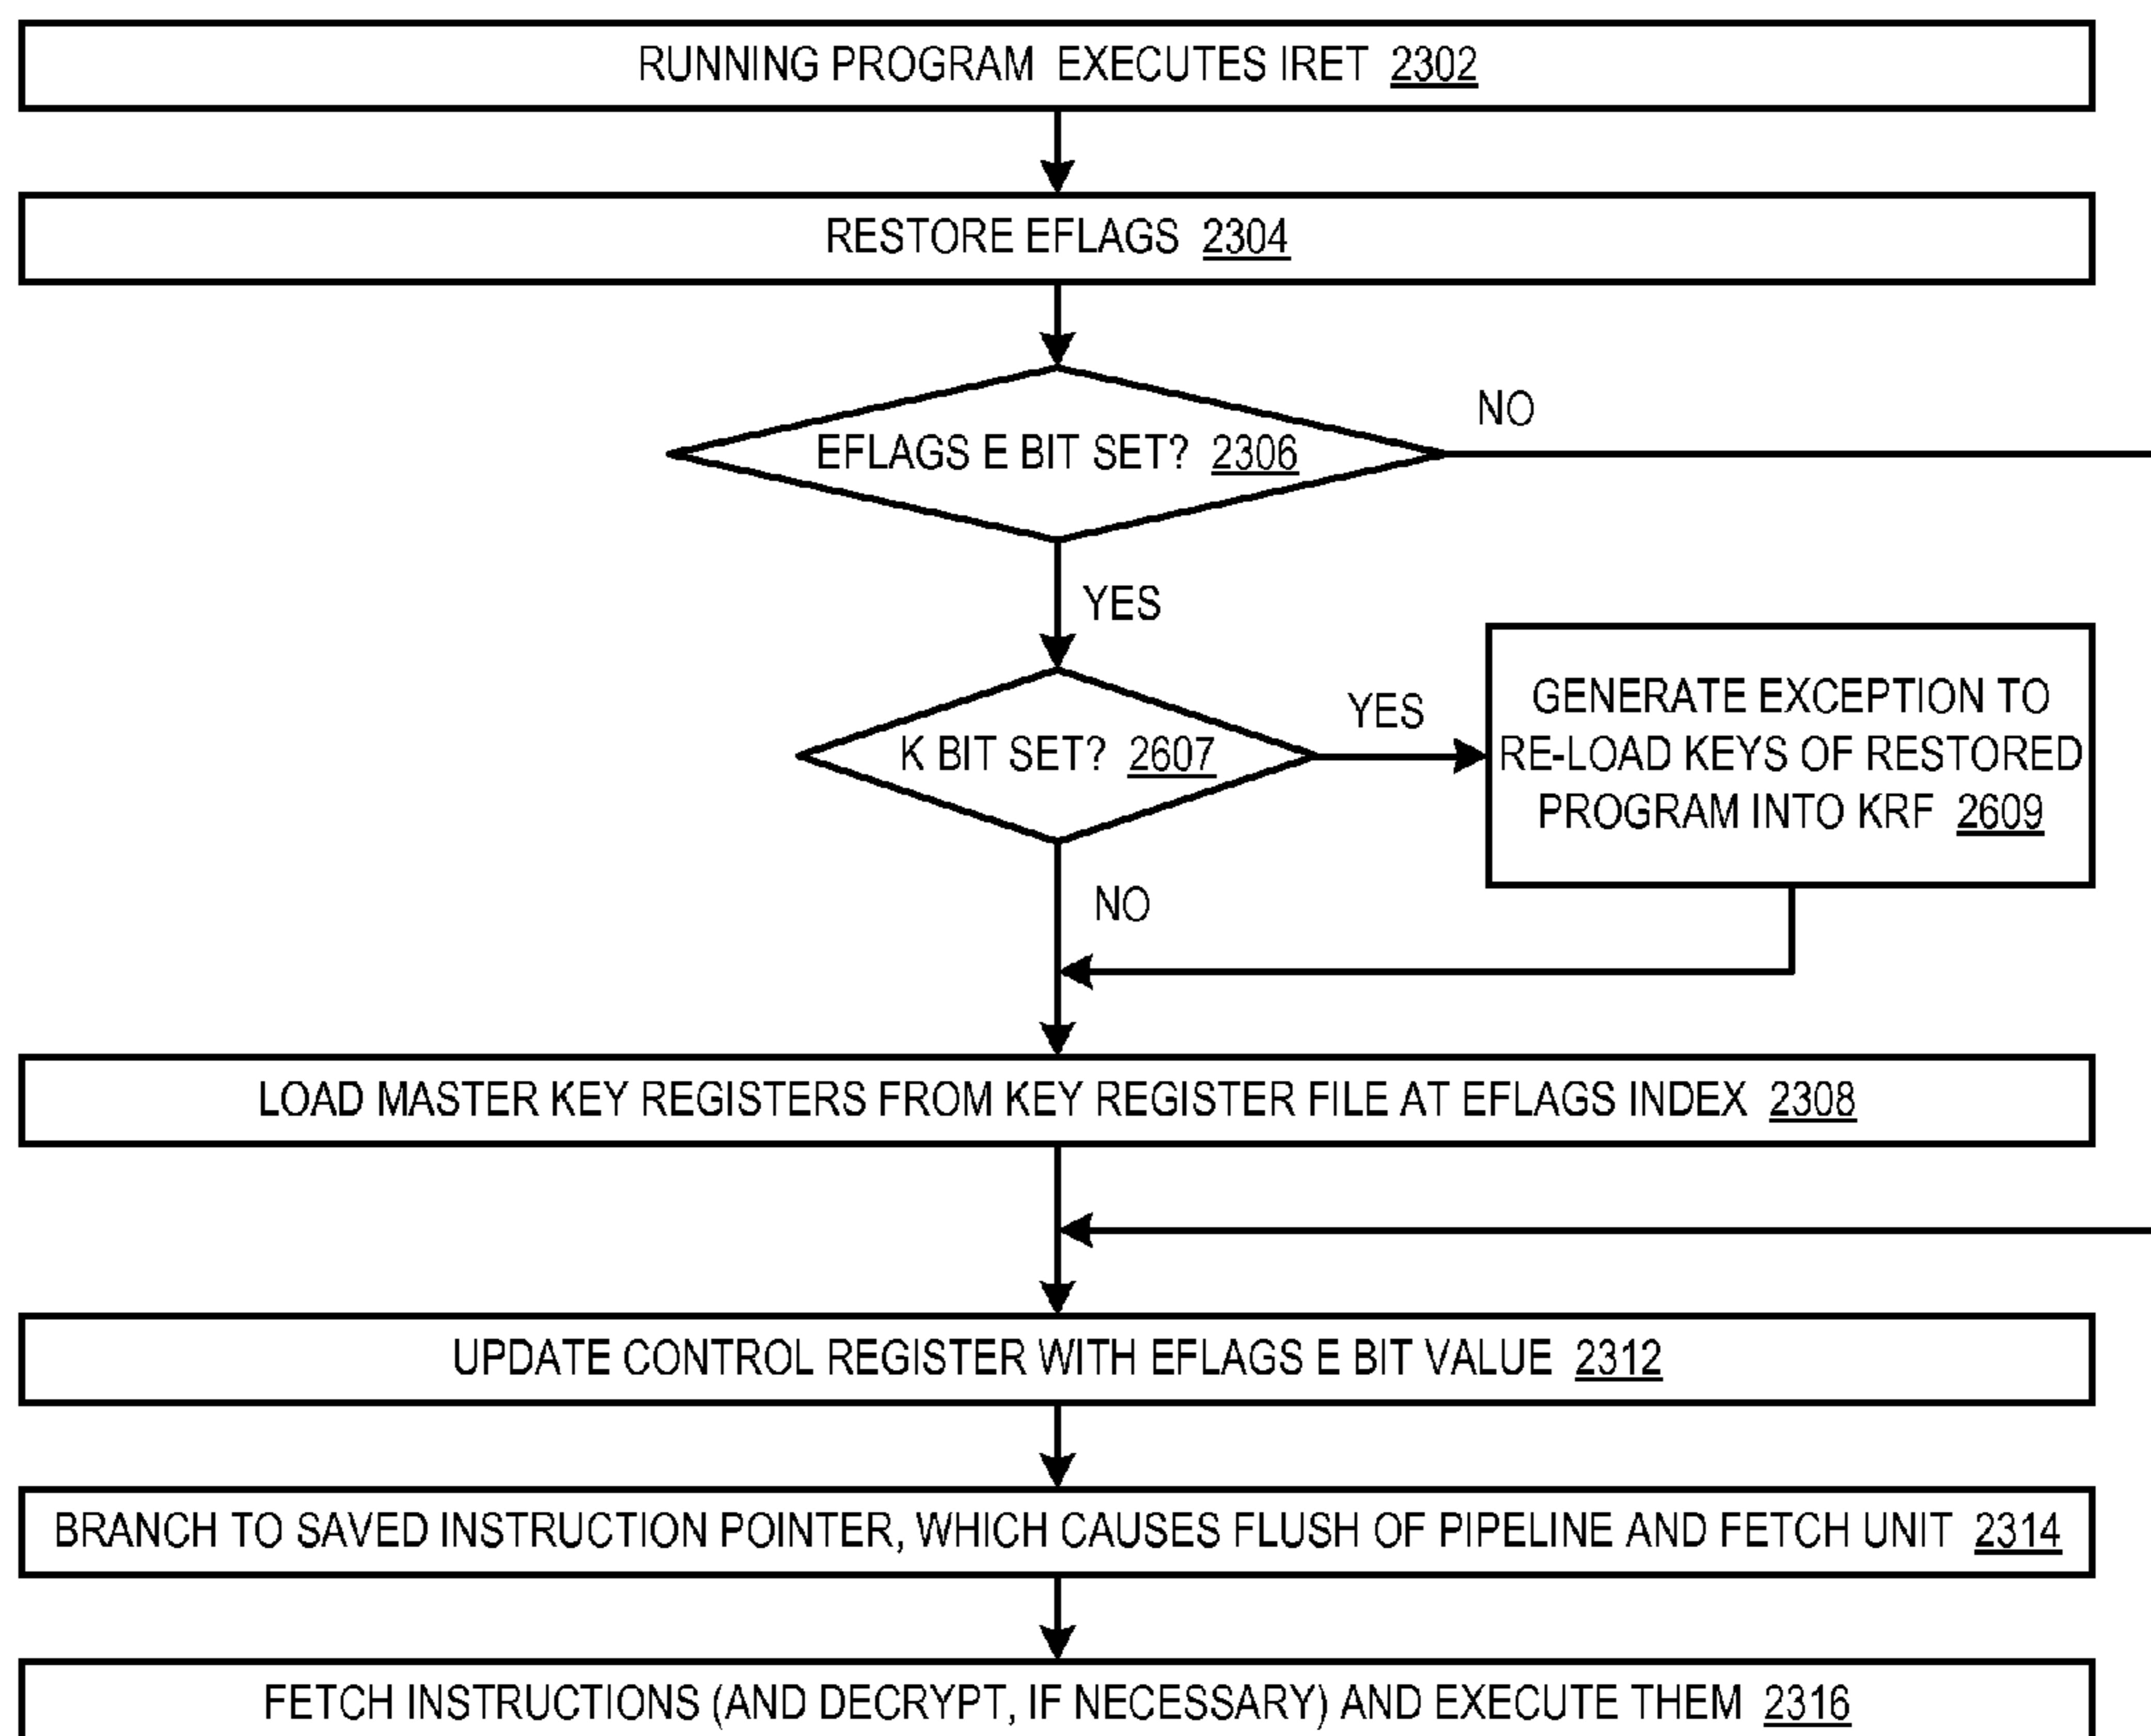 RUNNING PROGRAM EXECUTES IRET 2302
RESTORE EFLAGS 2304
NO
EFLAGS E BIT SET? 2306
YES
GENERATE EXCEPTION TO
RE-LOAD KEYS OF RESTORED
PROGRAM INTO KRF 2609
YES
K BIT SET? 2607
NO
LOAD MASTER KEY REGISTERS FROM KEY REGISTER FILE AT EFLAGS INDEX 2308
UPDATE CONTROL REGISTER WITH EFLAGS E BIT VALUE 2312
BRANCH TO SAVED INSTRUCTION POINTER, WHICH CAUSES FLUSH OF PIPELINE AND FETCH UNIT 2314
FETCH INSTRUCTIONS (AND DECRYPT, IF NECESSARY) AND EXECUTE THEM 2316